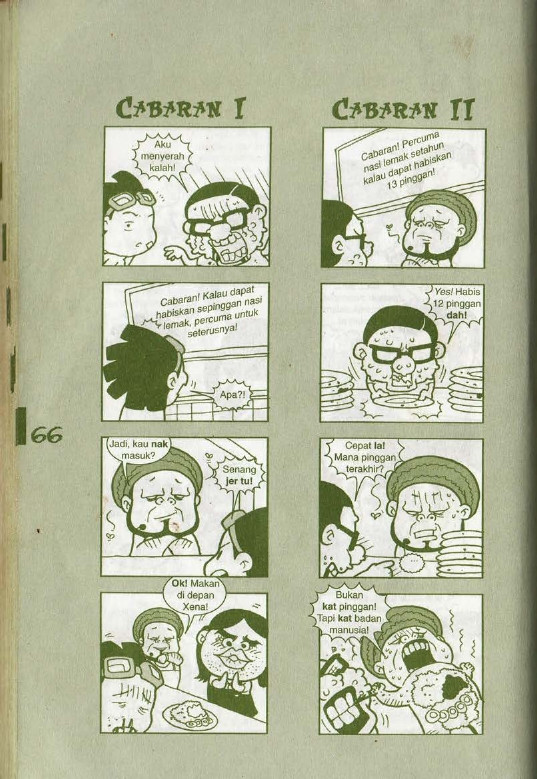 CABARAN I
Aku
menyerah
kalah!
Cabaran! Kalau dapat
habiskan sepinggan nasi
lemak, percuma untuk
seterusnya!
Apa?!
Jadi, kau nak
masuk?
Senang
jer tu!
Ok! Makan
di depan
Xena!
CABARAN II
Cabaran! Percuma
nasi lemak setahun
kalau dapat habiskan
13 pinggan!
Yes! Habis
12 pinggan
dah!
Cepat la!
Mana pinggan
terakhir?
...
Bukan
kat pinggan!
Tapi kat badan
manusia!
66